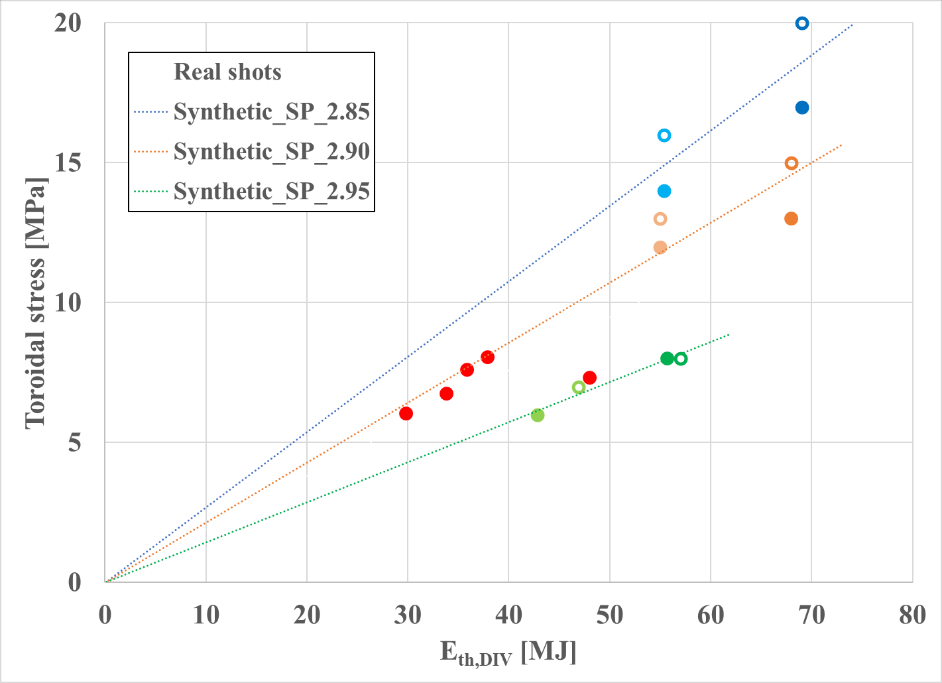 20
15
10
5
0
Toroidal stress [MPa]
Real shots
Synthetic_SP_2.85
Synthetic_SP_2.90
Synthetic_SP_2.95
0 10 20 30 40 50 60 70 80
Eth,DIV [MJ]